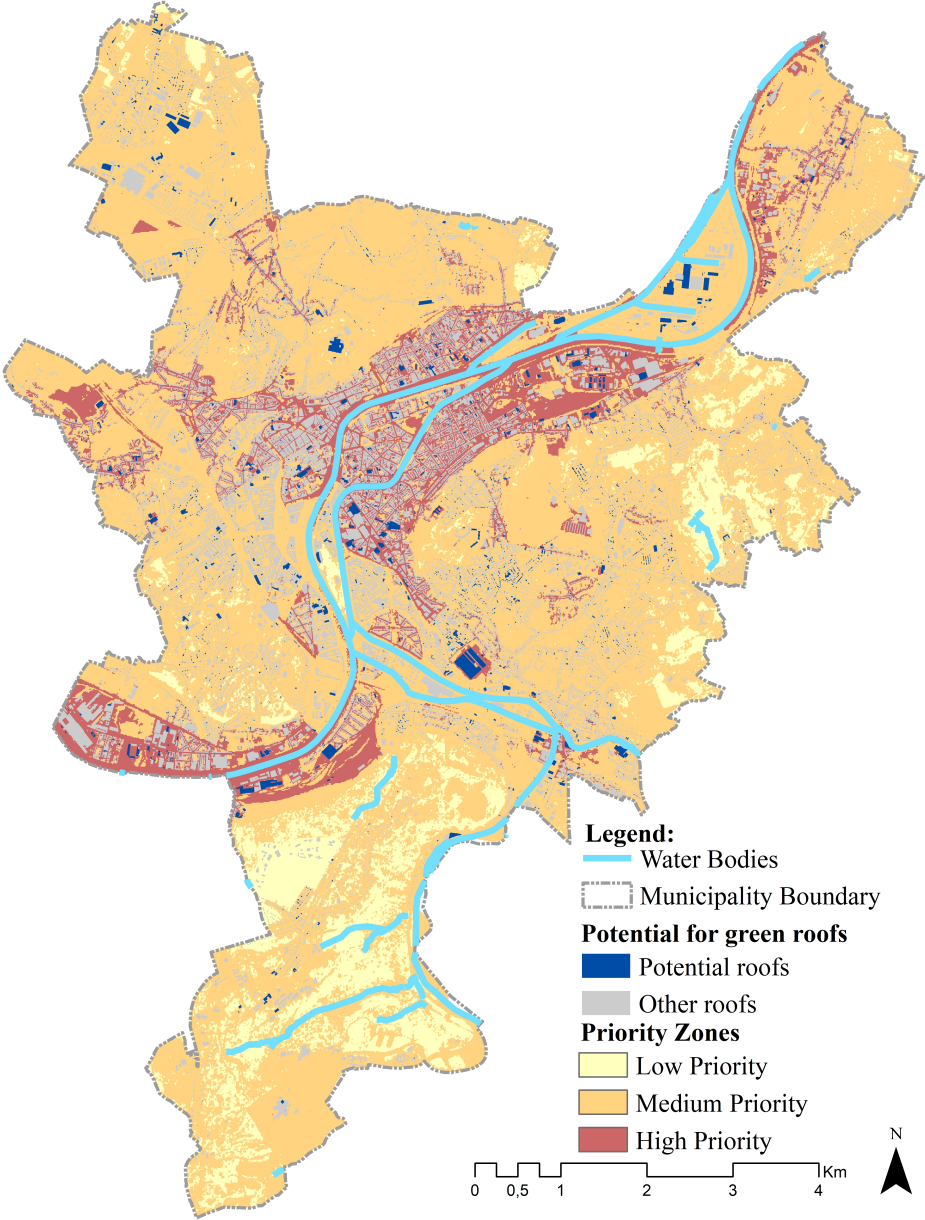 Legend:
Water Bodies
Municipality Boundary
Potential for green roofs
Potential roofs
Other roofs
Priority Zones
Low Priority
Medium Priority
High Priority
N
Km
0 0,5 1 2 3 4